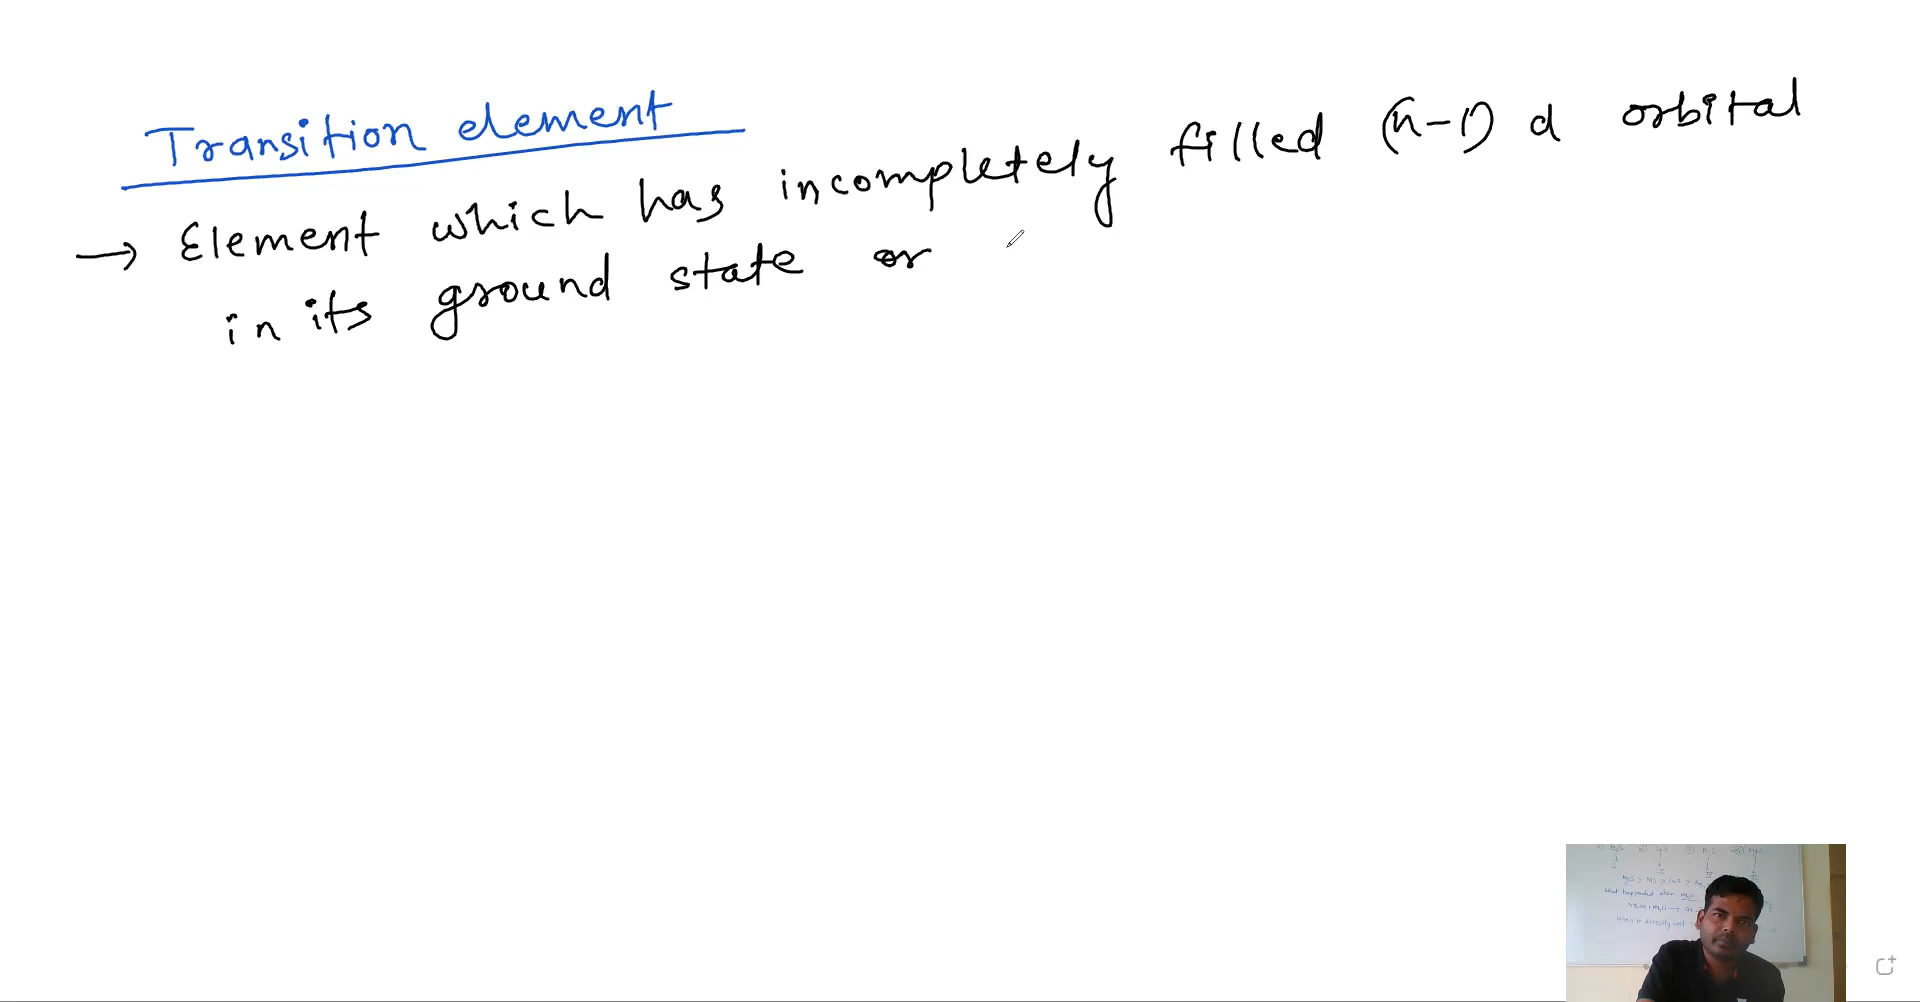 Transition element
→ Element which has incompletely filled (n-1) d orbital
in its ground state or